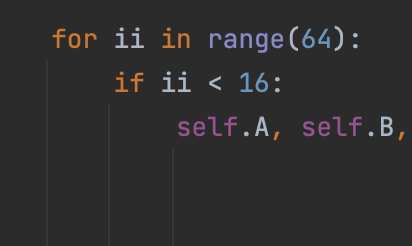 for ii in range(64):
if ii < 16:
self.A, self.B,